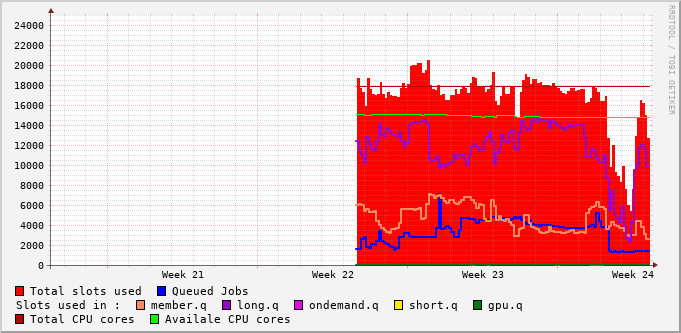 RRDTOOL / TOBI OETIKER
24000
22000
20000
18000
16000
14000
12000
10000
8000
6000
4000
2000
0
Week 21 Week 22 Week 23 Week 24
Total slots used Queued Jobs
Slots used in : member.q long.q ondemand.q short.q gpu.q
Total CPU cores Availale CPU cores